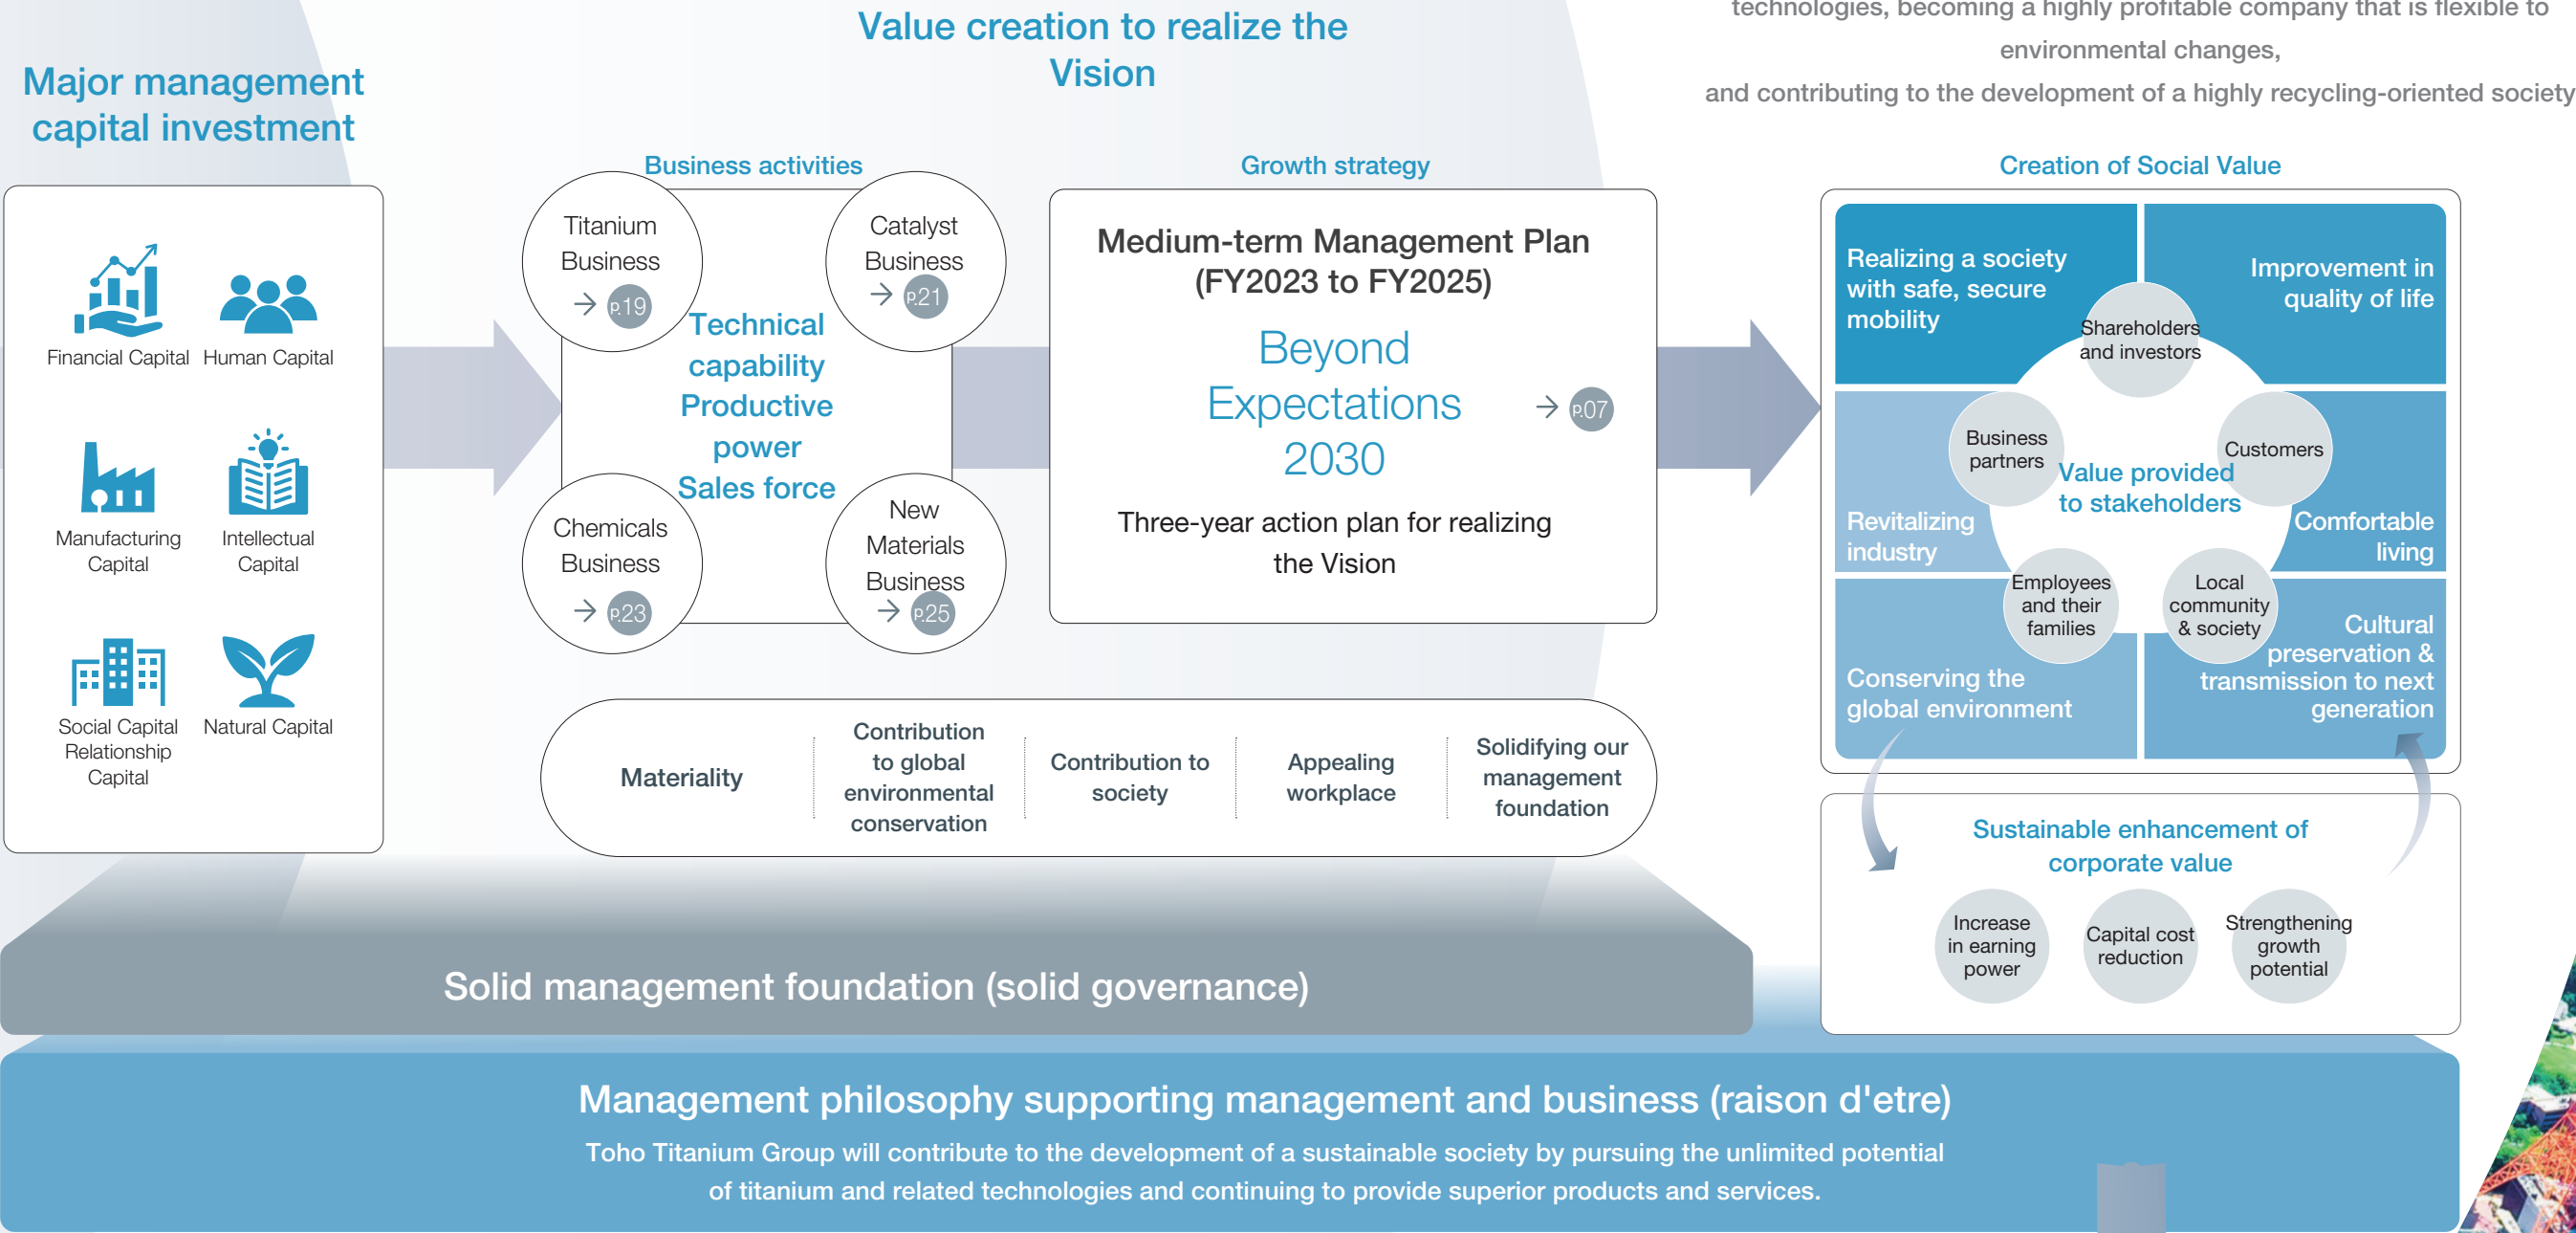 technologies, becoming a highly profitable company that is flexible to
environmental changes,
and contributing to the development of a highly recycling-oriented society
Value creation to realize the
Vision
Major management
capital investment
Financial Capital
Human Capital
Manufacturing
Capital
Intellectual
Capital
Social Capital
Relationship
Capital
Natural Capital
Business activities
Titanium
Business
→ p.19
Catalyst
Business
→ p.21
Technical
capability
Productive
power
Sales force
Chemicals
Business
→ p.23
New
Materials
Business
→ p.25
Growth strategy
Medium-term Management Plan
(FY2023 to FY2025)
Beyond
Expectations
2030
→ p.07
Three-year action plan for realizing
the Vision
Materiality
Contribution
to global
environmental
conservation
Contribution to
society
Appealing
workplace
Solidifying our
management
foundation
Creation of Social Value
Realizing a society
with safe, secure
mobility
Improvement in
quality of life
Shareholders
and investors
Business
partners
Customers
Value provided
to stakeholders
Revitalizing
industry
Comfortable
living
Employees
and their
families
Local
community
& society
Conserving the
global environment
Cultural
preservation &
transmission to next
generation
Sustainable enhancement of
corporate value
Increase
in earning
power
Capital cost
reduction
Strengthening
growth
potential
Solid management foundation (solid governance)
Management philosophy supporting management and business (raison d'etre)
Toho Titanium Group will contribute to the development of a sustainable society by pursuing the unlimited potential
of titanium and related technologies and continuing to provide superior products and services.